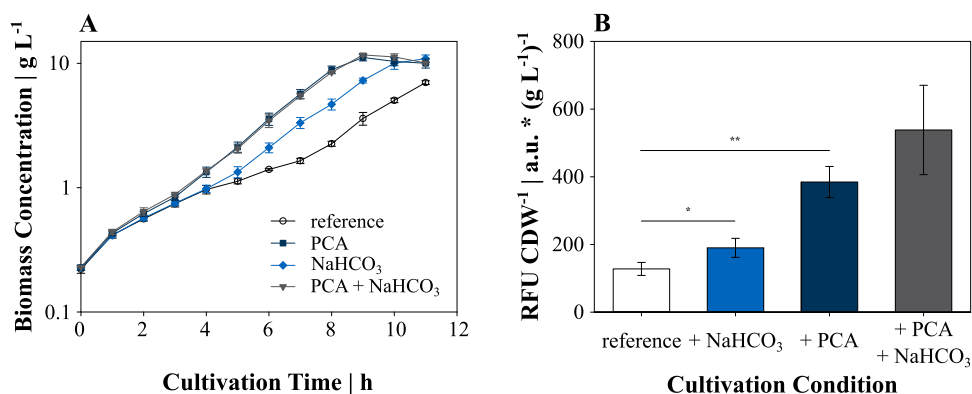 A
Biomass Concentration | g L⁻¹
10
1
0.1
reference
PCA
NaHCO₃
PCA + NaHCO₃
0 2 4 6 8 10 12
Cultivation Time | h
B
RFU CDW⁻¹ | a.u. * (g L⁻¹)⁻¹
800
600
400
200
0
**
*
reference + NaHCO₃ + PCA + PCA
+ NaHCO₃
Cultivation Condition